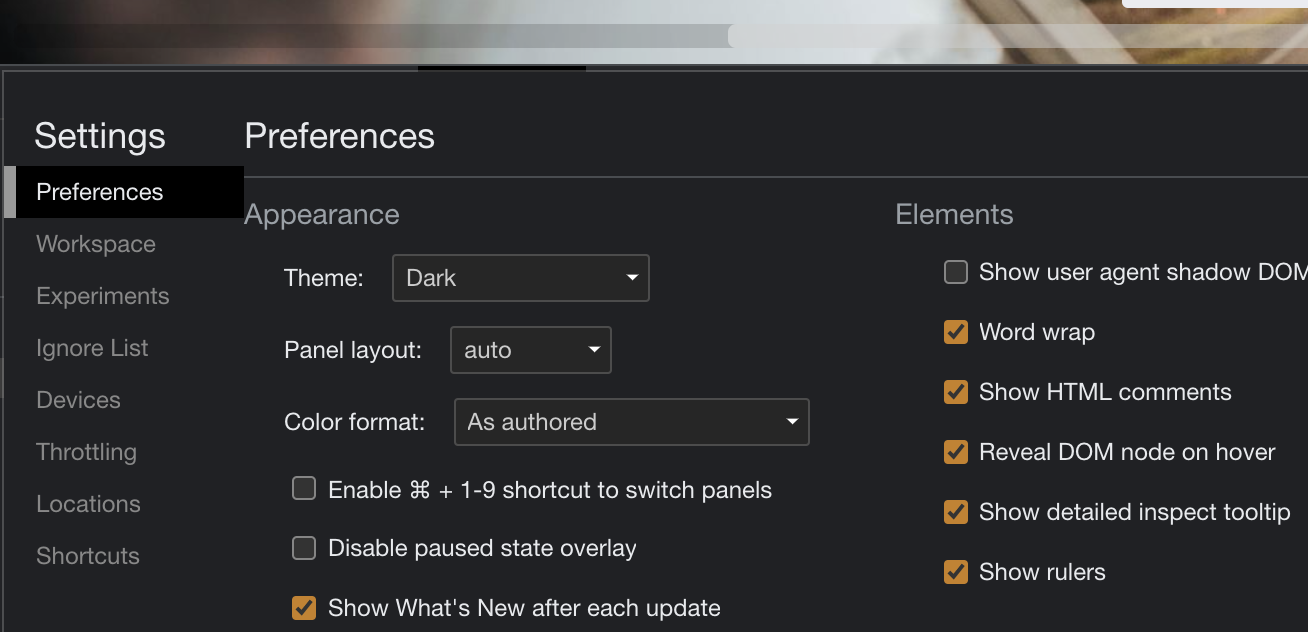 Settings
Preferences
Workspace
Experiments
Ignore List
Devices
Throttling
Locations
Shortcuts
Preferences
Appearance
Theme: Dark
Panel layout: auto
Color format: As authored
Enable ⌘ + 1-9 shortcut to switch panels
Disable paused state overlay
Show What's New after each update
Elements
Show user agent shadow DOM
Word wrap
Show HTML comments
Reveal DOM node on hover
Show detailed inspect tooltip
Show rulers